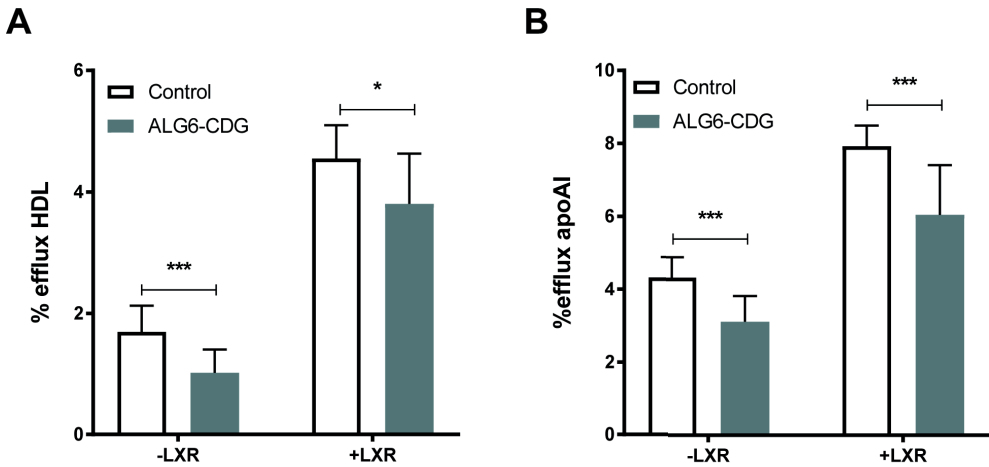 A
% efflux HDL
6
4
2
0
Control
ALG6-CDG
***
*
-LXR
+LXR
B
%efflux apoAI
10
8
6
4
2
0
Control
ALG6-CDG
***
***
-LXR
+LXR